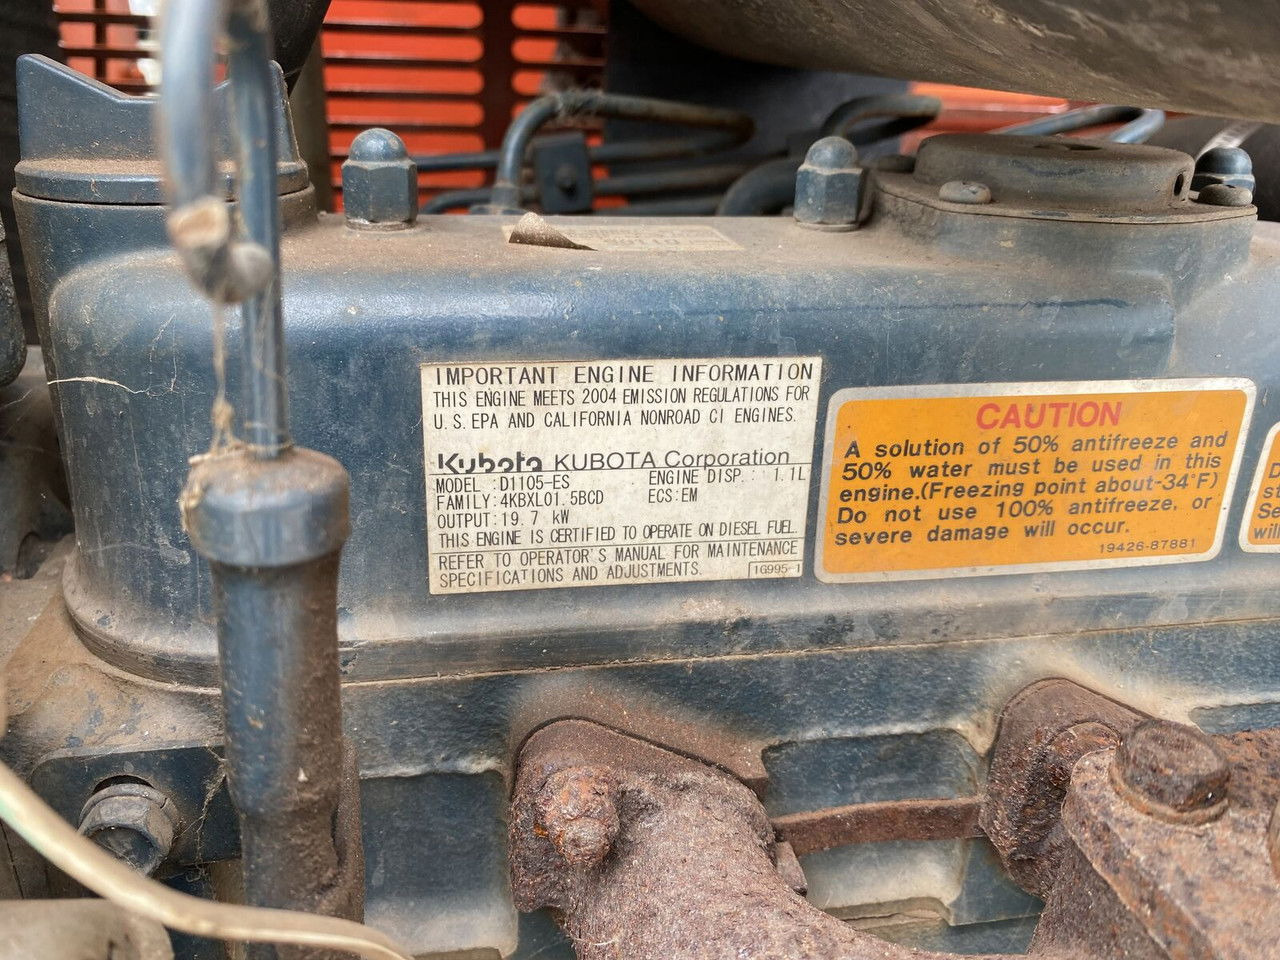 IMPORTANT ENGINE INFORMATION
THIS ENGINE MEETS 2004 EMISSION REGULATIONS FOR
U.S.EPA AND CALIFORNIA NONROAD CI ENGINES.
Kubota KUBOTA Corporation
MODEL :D1105-ES ENGINE DISP.: 1.1L
FAMILY:4KBXL01.5BCD ECS:EM
OUTPUT:19.7 kW
THIS ENGINE IS CERTIFIED TO OPERATE ON DIESEL FUEL.
REFER TO OPERATOR'S MANUAL FOR MAINTENANCE
SPECIFICATIONS AND ADJUSTMENTS.
1G995-1
CAUTION
A solution of 50% antifreeze and
50% water must be used in this
engine.(Freezing point about-34°F)
Do not use 100% antifreeze. or
severe damage will occur.
19426-87881